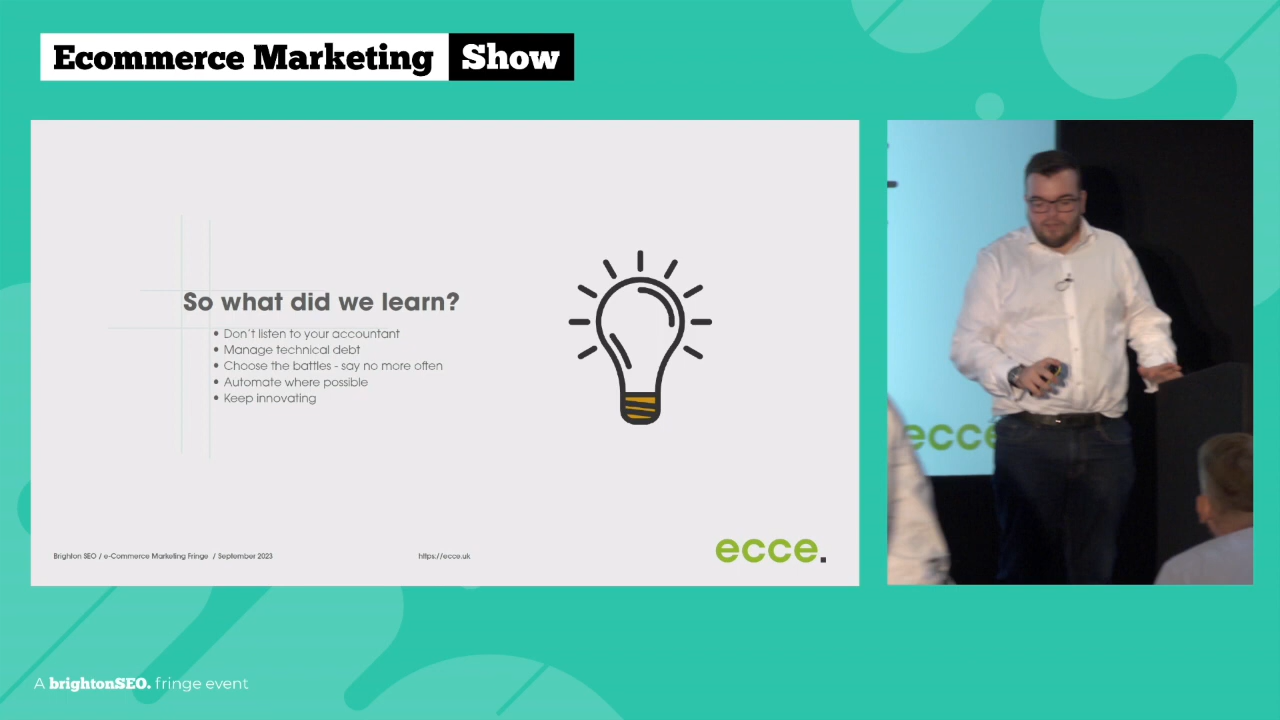 Ecommerce Marketing Show
So what did we learn?
• Don't listen to your accountant
• Manage technical debt
• Choose the battles - say no more often
• Automate where possible
• Keep innovating
Brighton SEO / e-Commerce Marketing Fringe / September 2023
https://ecce.uk
ecce.
ecce
A brightonSEO. fringe event